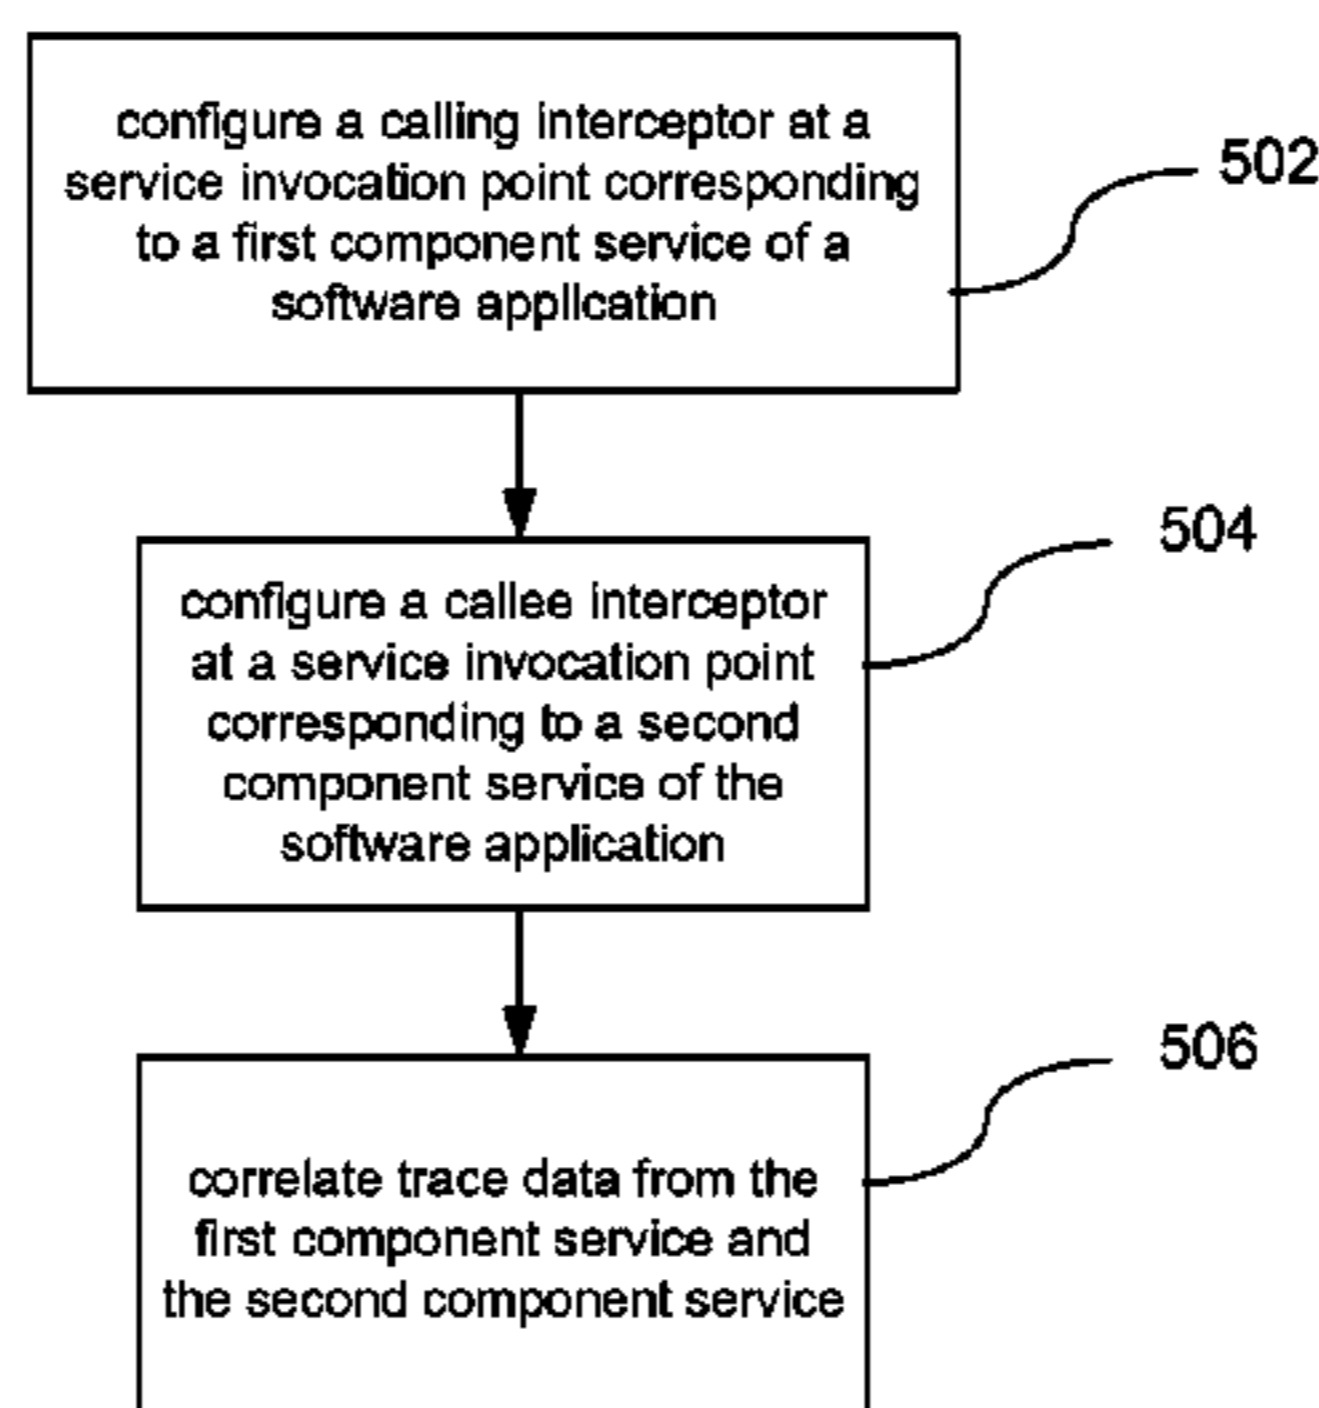 configure a calling interceptor at a
service invocation point corresponding
to a first component service of a
software application
502
configure a callee interceptor
at a service invocation point
corresponding to a second
component service of the
software application
504
correlate trace data from the
first component service and
the second component service
506